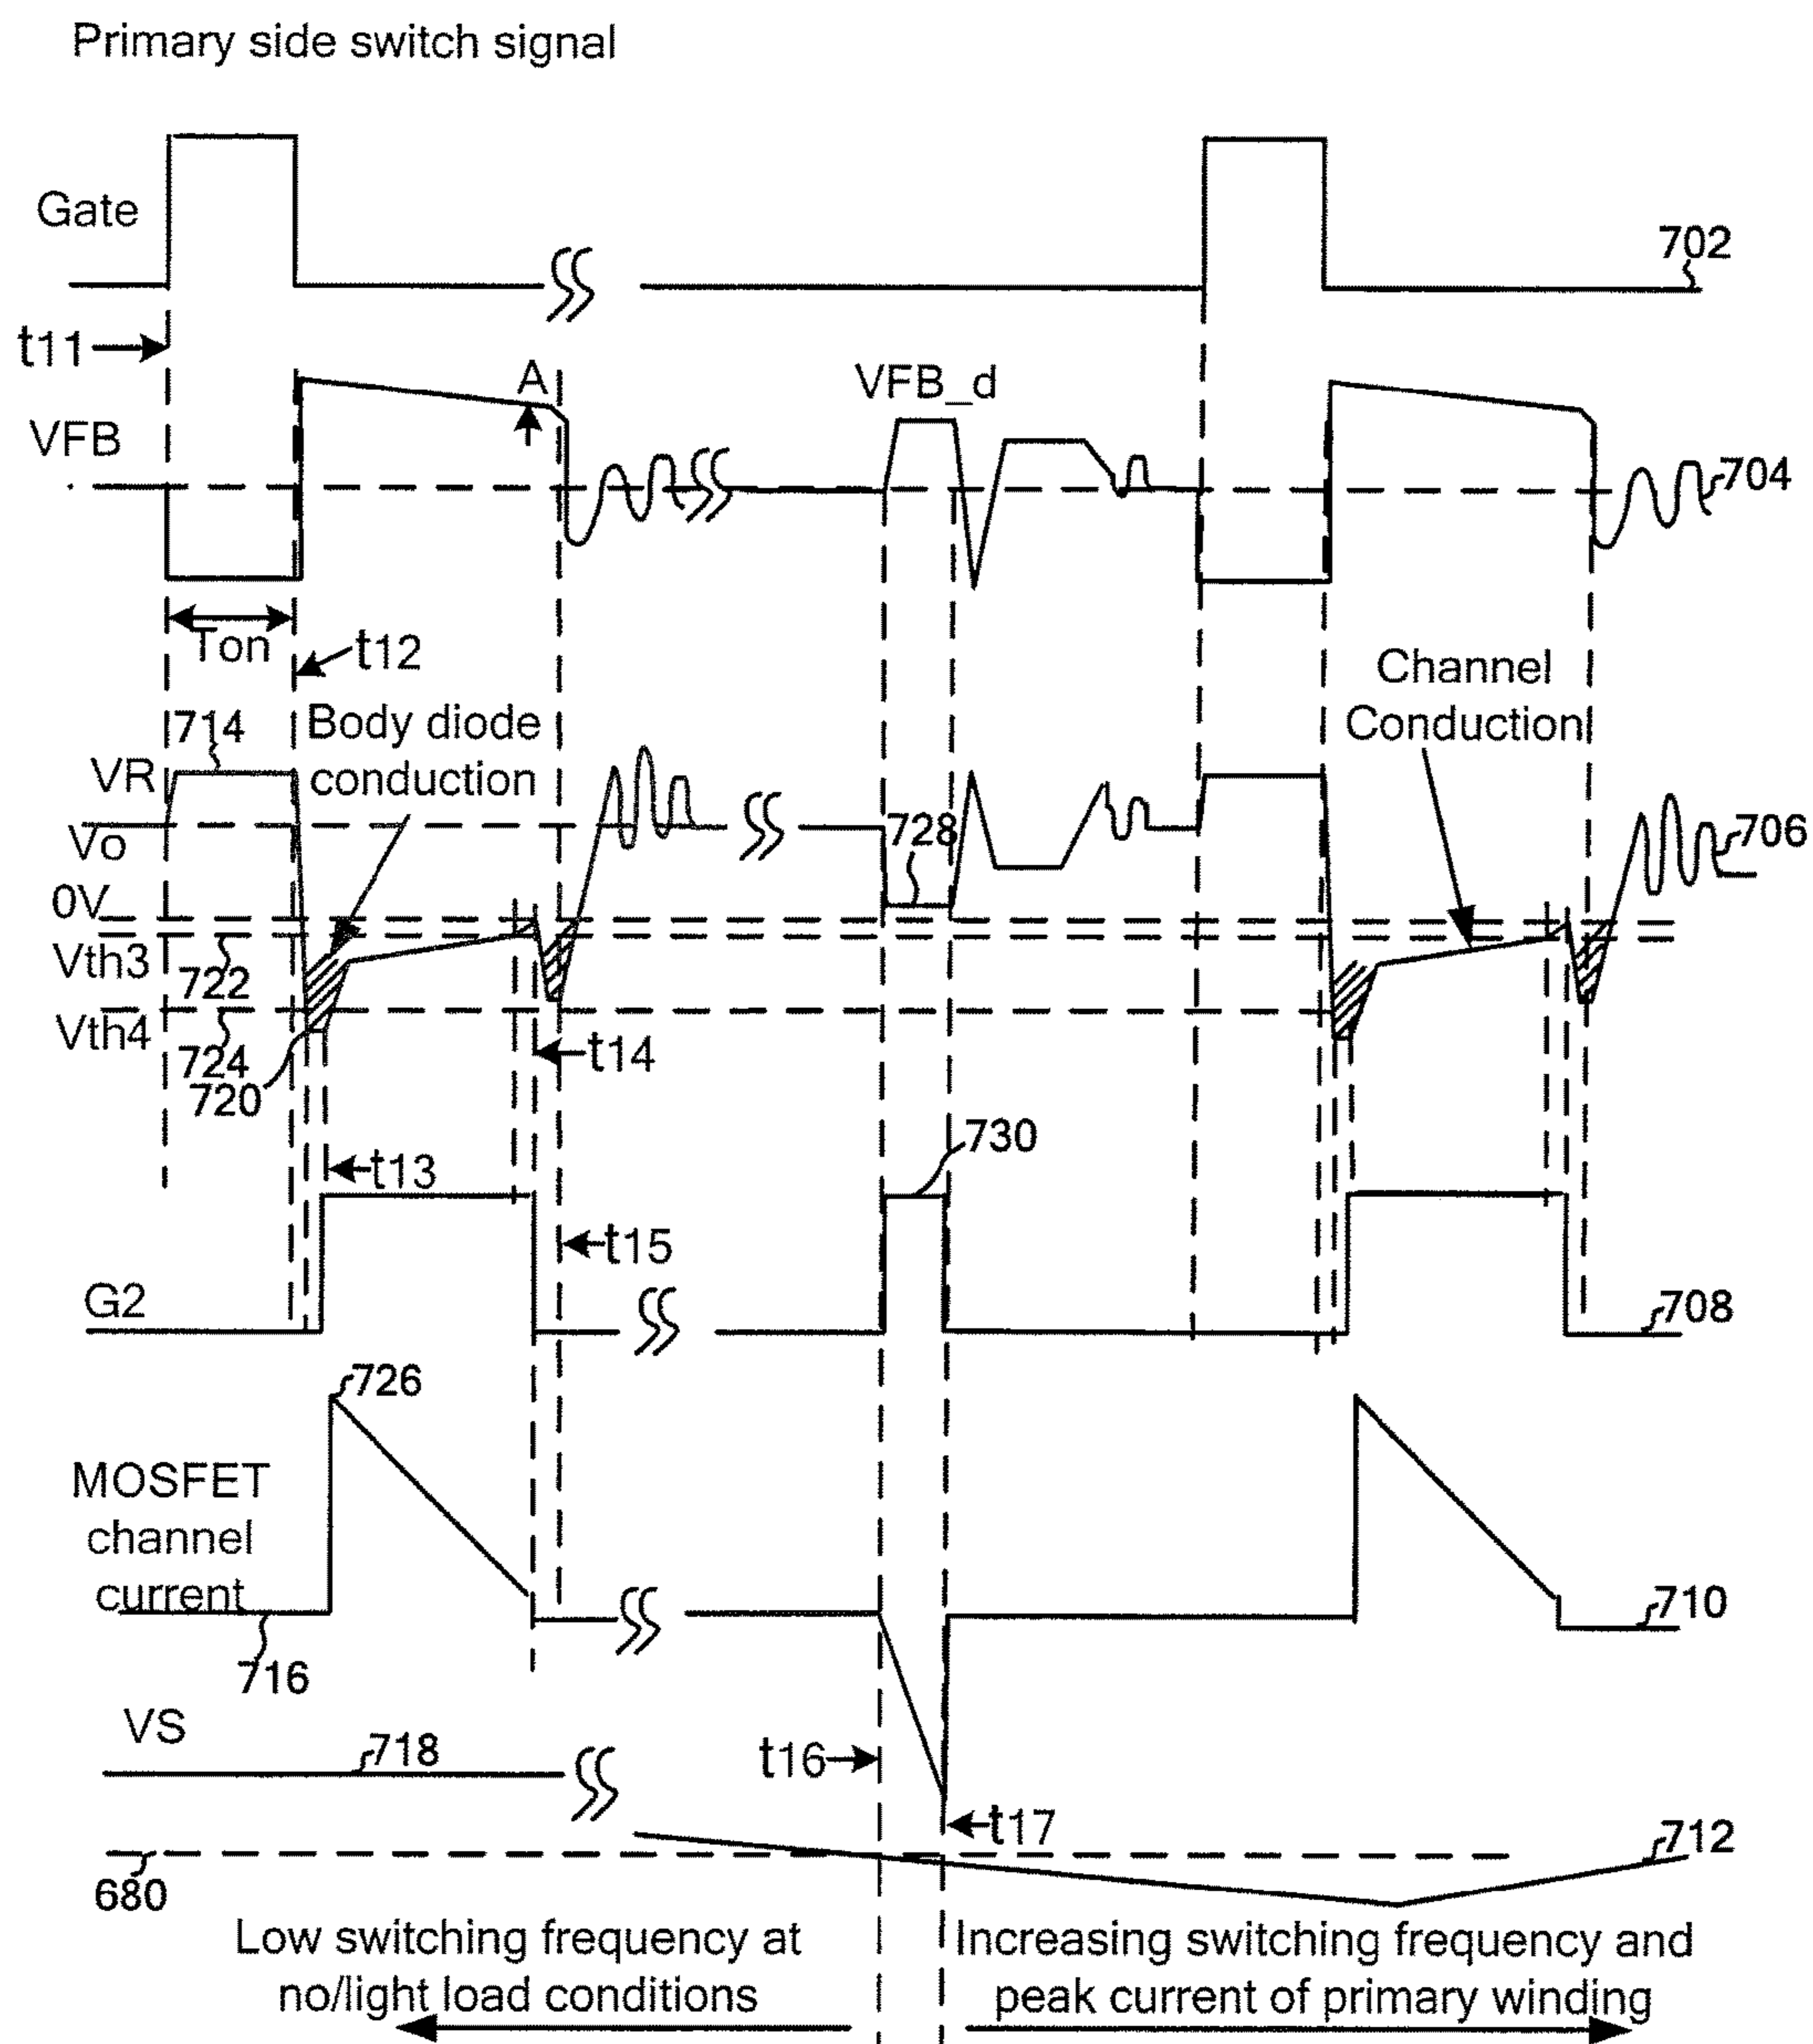 Primary side switch signal
Gate
702
t11
A
VFB_d
VFB
704
Ton
t12
Channel
Conduction
714
Body diode
conduction
VR
Vo
728
706
0V
Vth3
722
Vth4
724
720
t14
t13
730
t15
G2
708
726
MOSFET
channel
current
710
716
VS
718
t16
t17
712
680
Low switching frequency at
no/light load conditions
Increasing switching frequency and
peak current of primary winding